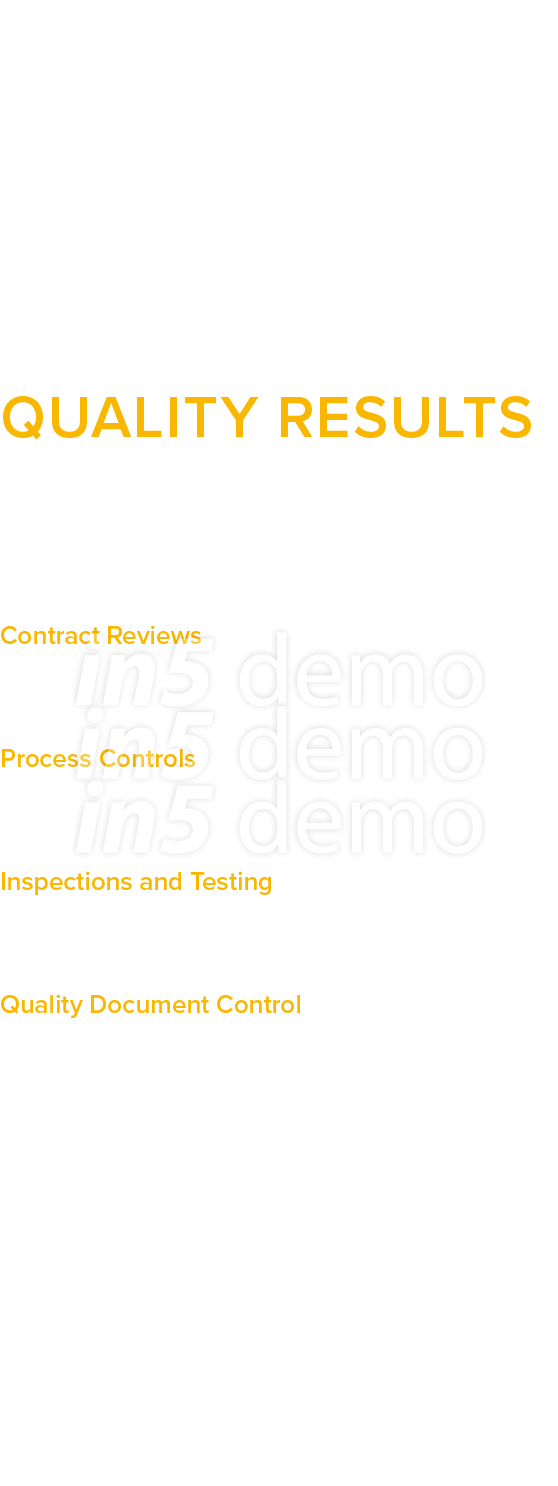 QUALITY RESULTS
Contract Reviews
in5 demo
Process Controls
in5 demo
in5 demo
Inspections and Testing
Quality Document Control